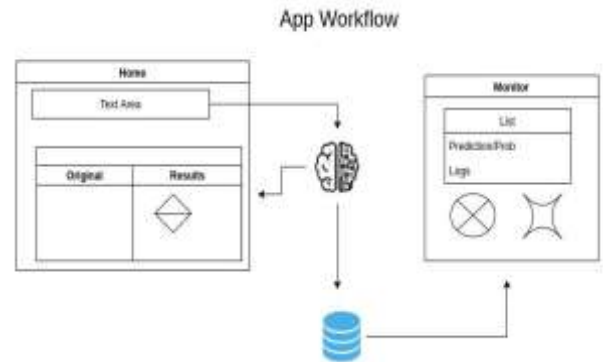 App Workflow
Home
Text Area
Original Results
Monitor
List
Prediction/Prob
Logs